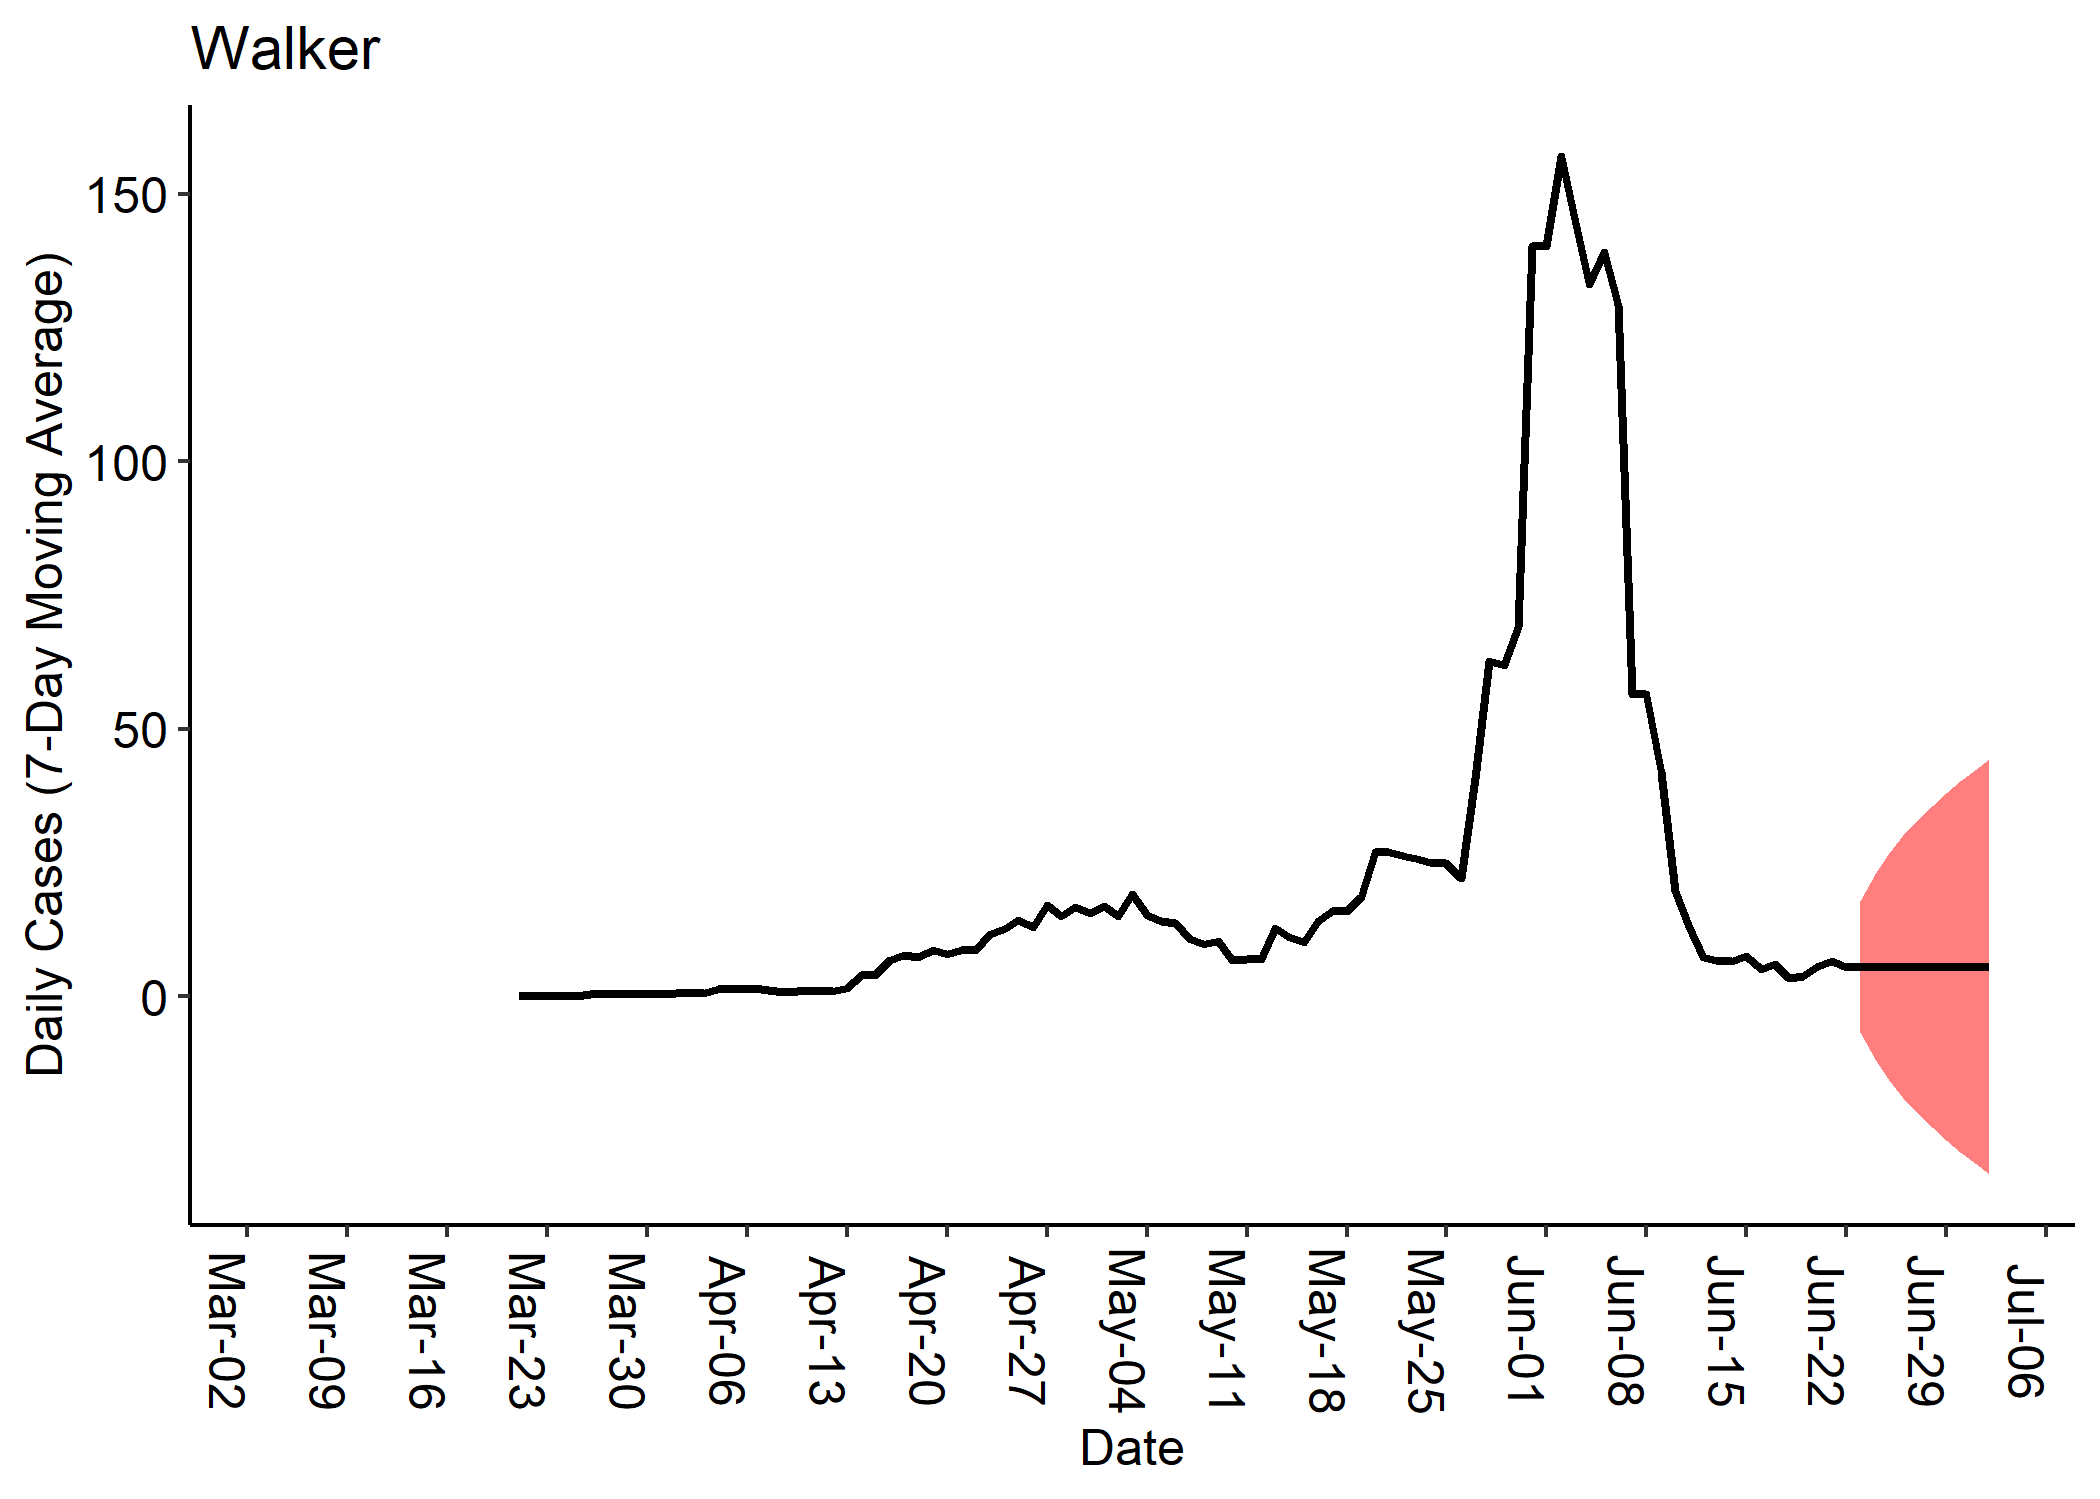 Walker
Daily Cases (7-Day Moving Average)
150
100
50
0
Mar-02
Mar-09
Mar-16
Mar-23
Mar-30
Apr-06
Apr-13
Apr-20
Apr-27
May-04
May-11
May-18
May-25
Jun-01
Jun-08
Jun-15
Jun-22
Jun-29
Jul-06
Date